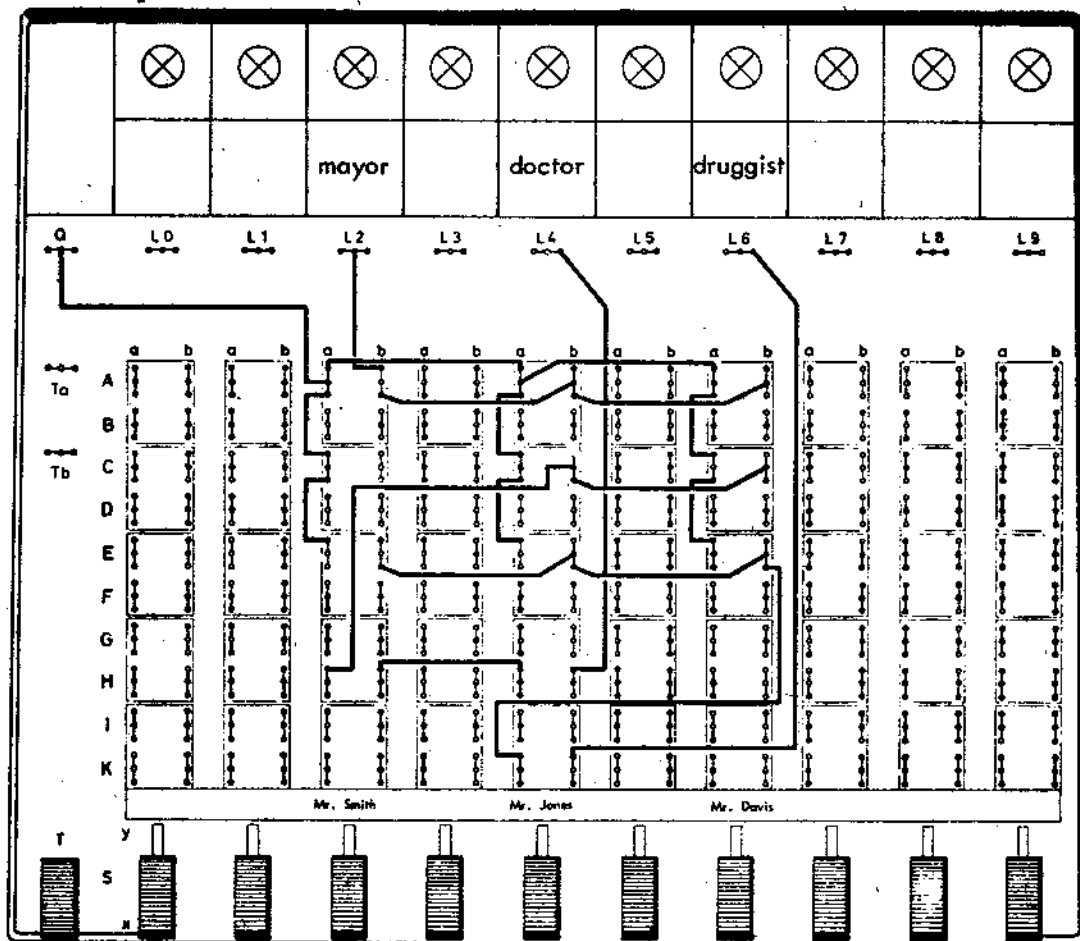 mayor doctor druggist
Q L0 L1 L2 L3 L4 L5 L6 L7 L8 L9
a b a b a b a b a b a b a b a b a b a b
Ta A
B
Tb C
D
E
F
G
H
I
K
Mr. Smith Mr. Jones Mr. Davis
T y
S
x